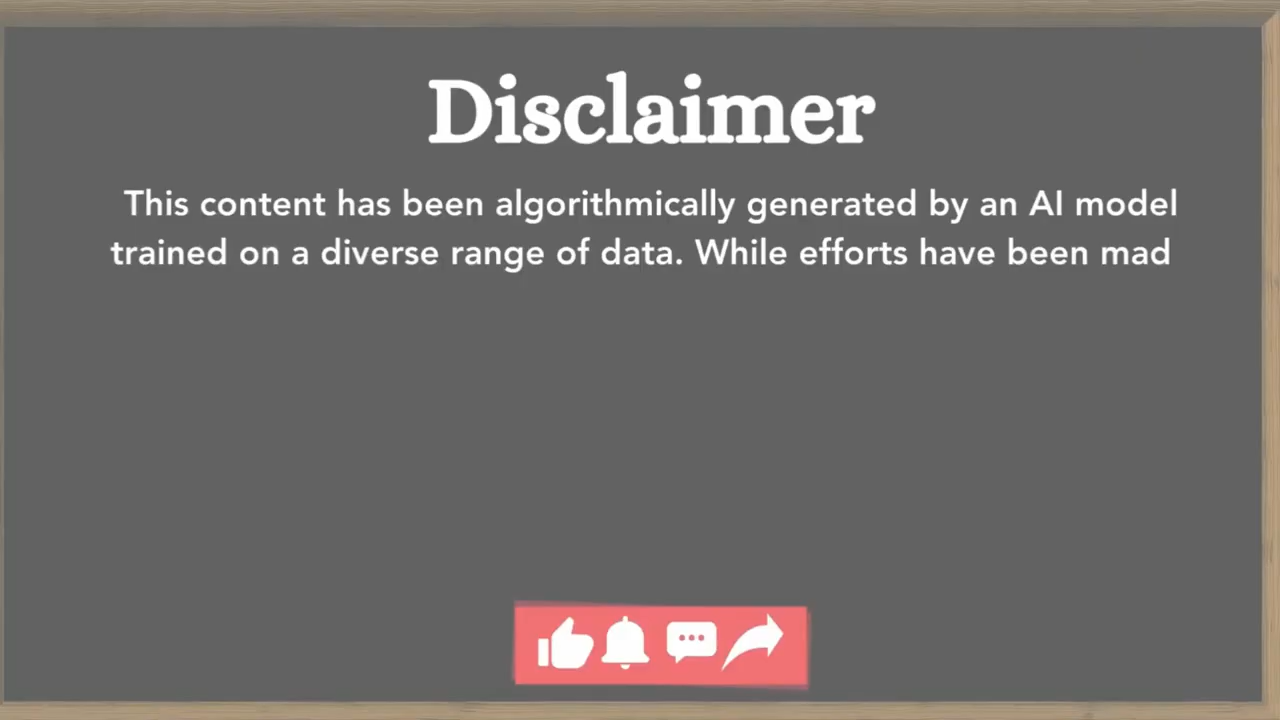 Disclaimer
This content has been algorithmically generated by an AI model
trained on a diverse range of data. While efforts have been mad